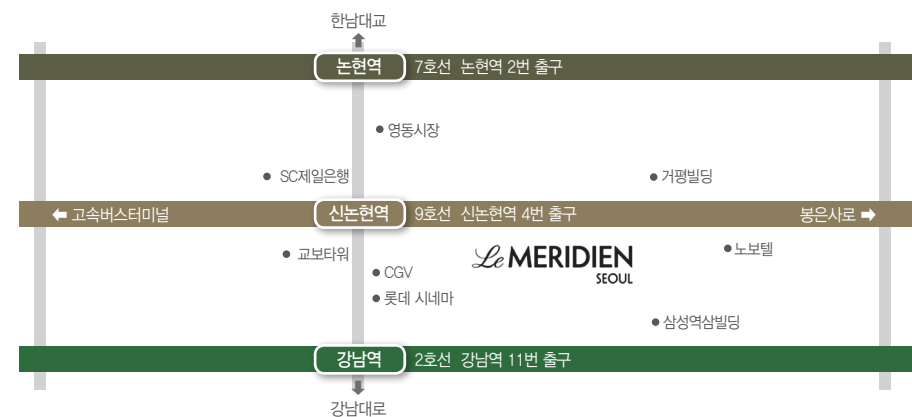 한남대교
논현역 7호선 논현역 2번 출구
영동시장
SC제일은행
거평빌딩
고속버스터미널
신논현역 9호선 신논현역 4번 출구
봉은사로
교보타워
Le MERIDIEN
SEOUL
노보텔
CGV
롯데 시네마
삼성역삼빌딩
강남역 2호선 강남역 11번 출구
강남대로